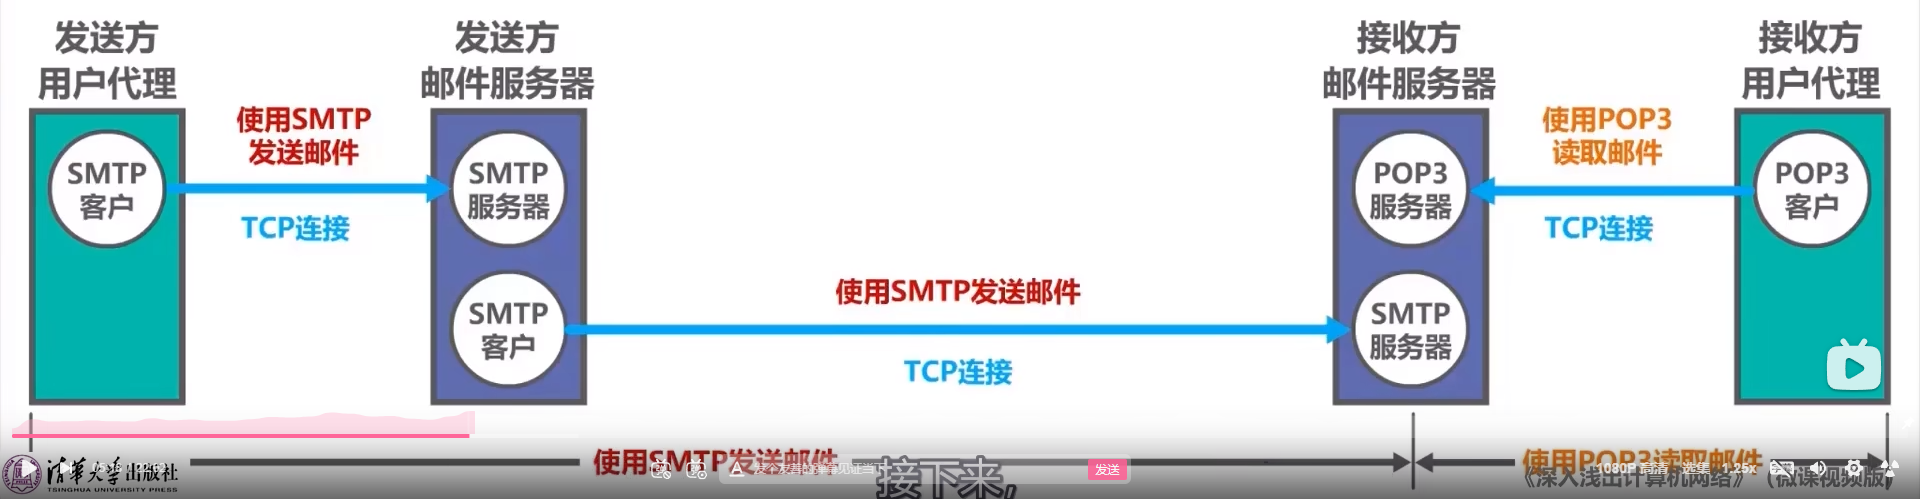 发送方
用户代理
发送方
邮件服务器
接收方
邮件服务器
接收方
用户代理
使用SMTP
发送邮件
使用POP3
读取邮件
SMTP
客户
SMTP
服务器
POP3
服务器
POP3
客户
TCP连接
TCP连接
使用SMTP发送邮件
SMTP
客户
SMTP
服务器
TCP连接
使用SMTP发送邮件
使用POP3读取邮件
清华大学出版社
TSINGHUA UNIVERSITY PRESS
发送
1080P 高清
选集
1.25x
接下来,
《深入浅出计算机网络》(微课视频版)